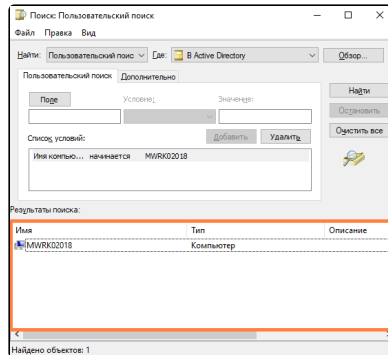 Поиск: Пользовательский поиск
Файл Правка Вид
Найти: Пользовательский поис Где: В Active Directory Обзор...
Пользовательский поиск Дополнительно
Поле Условие: Значение:
Найти
Остановить
Очистить все
Список условий: Добавить Удалить
Имя компью... начинается MWRK02018
Результаты поиска:
Имя Тип Описание
MWRK02018 Компьютер
Найдено объектов: 1